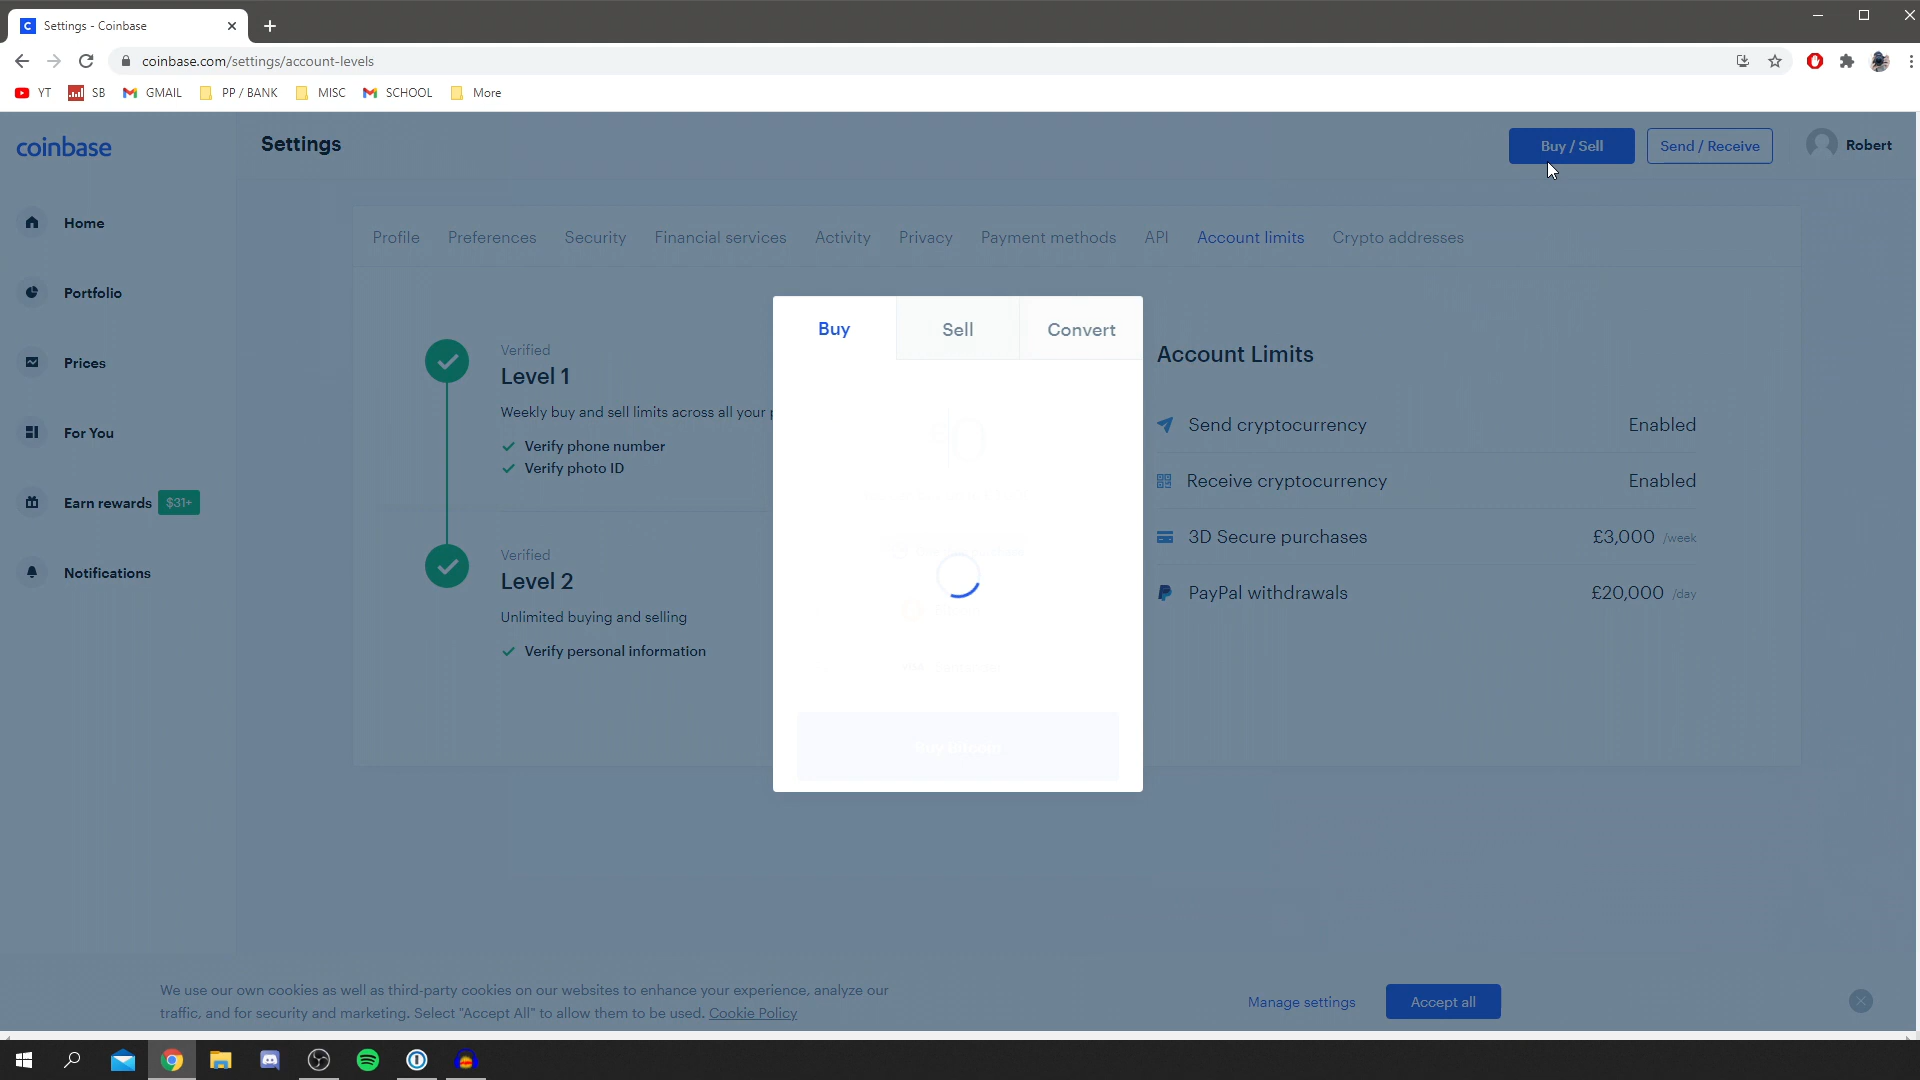 Settings - Coinbase
coinbase.com/settings/account-levels
YT SB GMAIL PP / BANK MISC SCHOOL More
coinbase
Settings
Buy / Sell
Send / Receive
Robert
Home
Portfolio
Prices
For You
Earn rewards $31+
Notifications
Profile Preferences Security Financial services Activity Privacy Payment methods API Account limits Crypto addresses
Verified
Level 1
Weekly buy and sell limits across all your
Verify phone number
Verify photo ID
Verified
Level 2
Unlimited buying and selling
Verify personal information
Buy Sell Convert
0
Buy Bitcoin
Account Limits
Send cryptocurrency Enabled
Receive cryptocurrency Enabled
3D Secure purchases £3,000 /week
PayPal withdrawals £20,000 /day
We use our own cookies as well as third-party cookies on our websites to enhance your experience, analyze our
traffic, and for security and marketing. Select "Accept All" to allow them to be used. Cookie Policy
Manage settings
Accept all